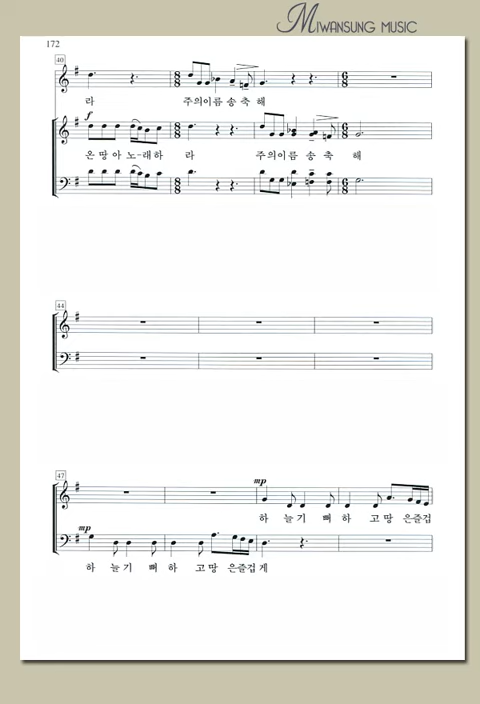 MIWANSUNG MUSIC
172
40
라 주의이름 송 축 해
f
온 땅 아 노-래하 라 주의이름 송 축 해
44
47
mp
하 늘 기 뻐 하 고 땅 은즐겁
mp
하 늘 기 뻐 하 고 땅 은즐겁 게